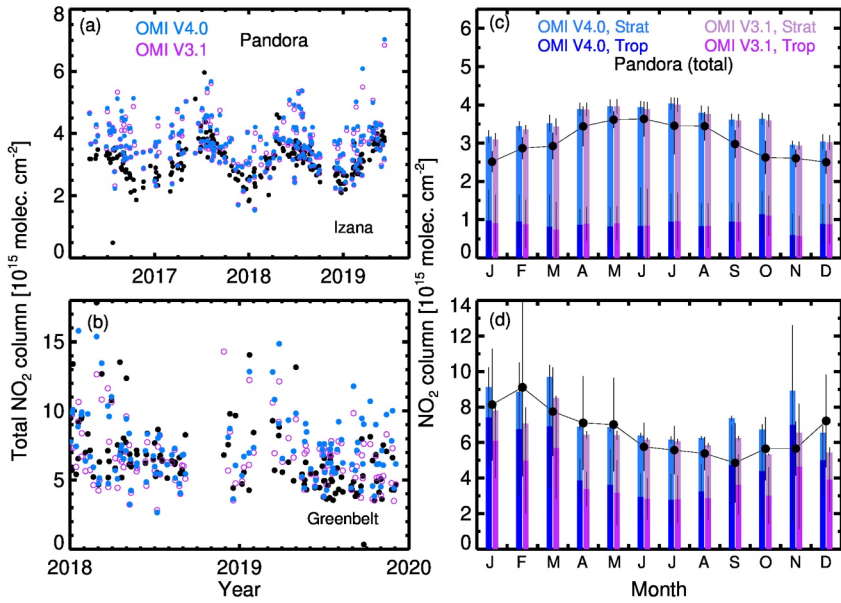 (a)
OMI V4.0
OMI V3.1
Pandora
Izana
8
6
4
2
0
2017
2018
2019
Total NO2 column [10^15 molec. cm^-2]
(b)
Greenbelt
15
10
5
0
2018
2019
2020
Year
(c)
OMI V4.0, Strat
OMI V3.1, Strat
OMI V4.0, Trop
OMI V3.1, Trop
Pandora (total)
6
5
4
3
2
1
0
J F M A M J J A S O N D
NO2 column [10^15 molec. cm^-2]
(d)
14
12
10
8
6
4
2
0
J F M A M J J A S O N D
Month